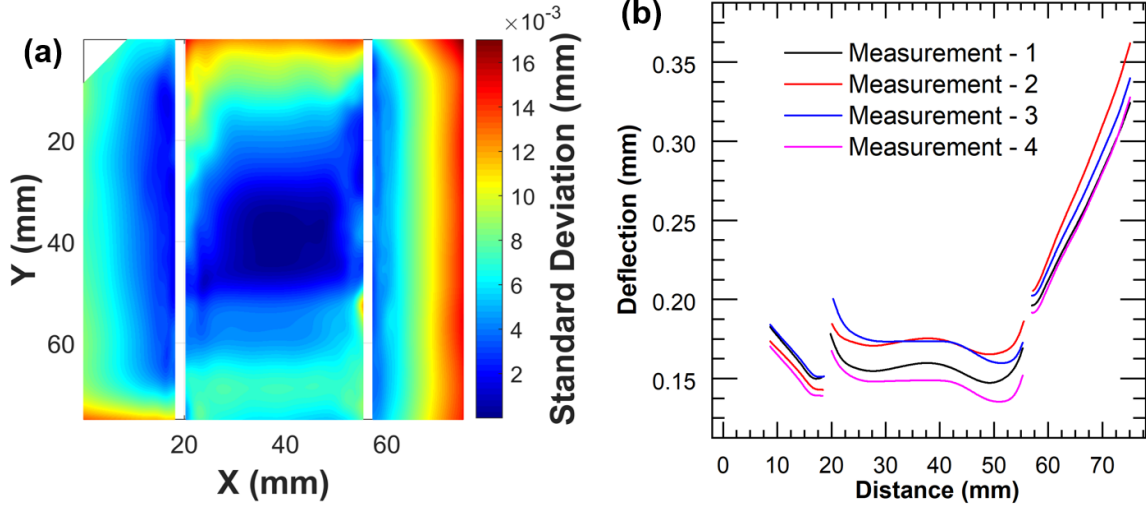 (a)
×10⁻³
16
14
12
10
8
6
4
2
Standard Deviation (mm)
20
40
60
Y (mm)
20
40
60
X (mm)
(b)
Measurement - 1
Measurement - 2
Measurement - 3
Measurement - 4
0.35
0.30
0.25
0.20
0.15
Deflection (mm)
0 10 20 30 40 50 60 70
Distance (mm)